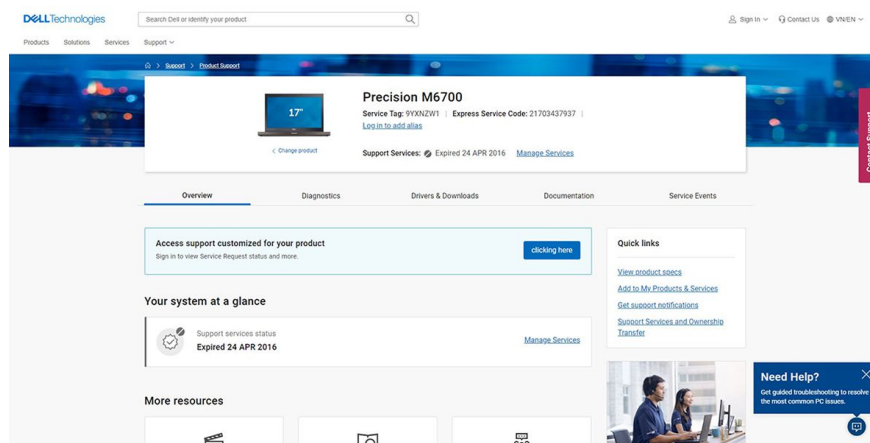 DELLTechnologies
Search Dell or identify your product
Sign In
Contact Us
VN/EN
Products
Solutions
Services
Support
> Support > Product Support
17"
Precision M6700
Service Tag: 9YXNZW1 | Express Service Code: 21703437937 |
Log in to add alias
< Change product
Support Services: Expired 24 APR 2016 Manage Services
Contact Support
Overview
Diagnostics
Drivers & Downloads
Documentation
Service Events
Access support customized for your product
Sign in to view Service Request status and more.
clicking here
Quick links
View product specs
Add to My Products & Services
Get support notifications
Support Services and Ownership
Transfer
Your system at a glance
Support services status
Expired 24 APR 2016
Manage Services
Need Help?
Get guided troubleshooting to resolve
the most common PC issues.
More resources